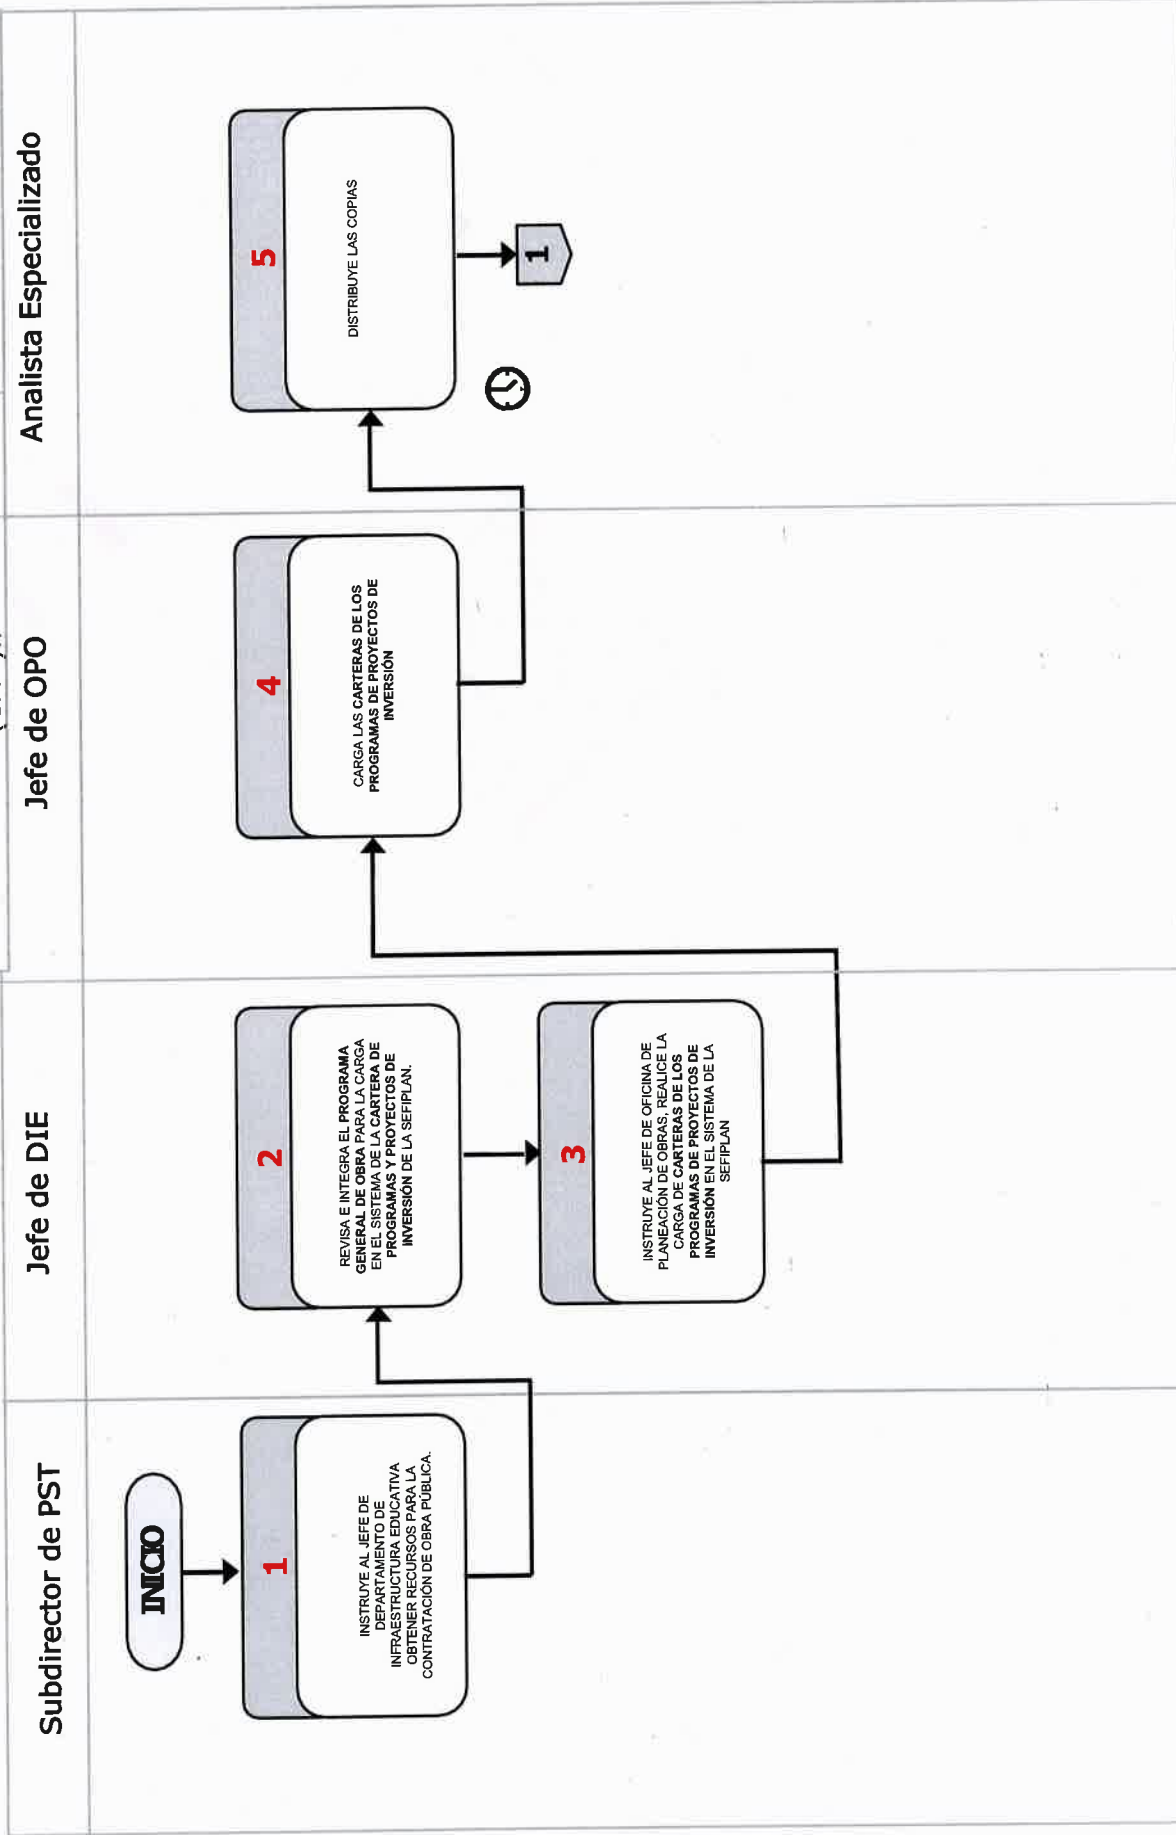 Subdirector de PST
Jefe de DIE
Jefe de OPO
Analista Especializado
INICIO
1
INSTRUYE AL JEFE DE
DEPARTAMENTO DE
INFRAESTRUCTURA EDUCATIVA
OBTENER RECURSOS PARA LA
CONTRATACIÓN DE OBRA PÚBLICA.
2
REVISA E INTEGRA EL PROGRAMA
GENERAL DE OBRA PARA LA CARGA
EN EL SISTEMA DE LA CARTERA DE
PROGRAMAS Y PROYECTOS DE
INVERSIÓN DE LA SEFIPLAN.
3
INSTRUYE AL JEFE DE OFICINA DE
PLANEACIÓN DE OBRAS, REALICE LA
CARGA DE CARTERAS DE LOS
PROGRAMAS DE PROYECTOS DE
INVERSIÓN EN EL SISTEMA DE LA
SEFIPLAN
4
CARGA LAS CARTERAS DE LOS
PROGRAMAS DE PROYECTOS DE
INVERSIÓN
5
DISTRIBUYE LAS COPIAS
1